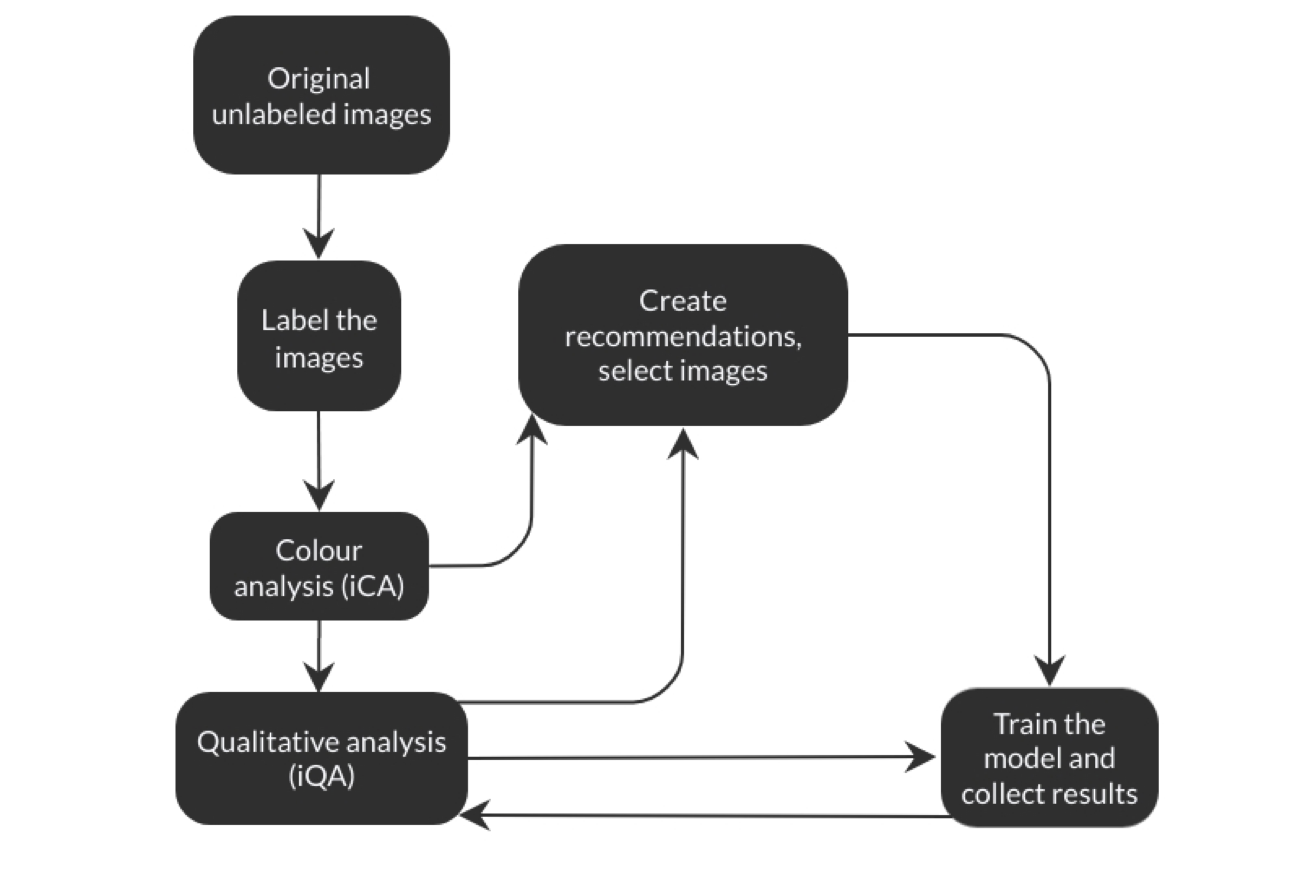 Original
unlabeled images
Label the
images
Create
recommendations,
select images
Colour
analysis (iCA)
Qualitative analysis
(iQA)
Train the
model and
collect results